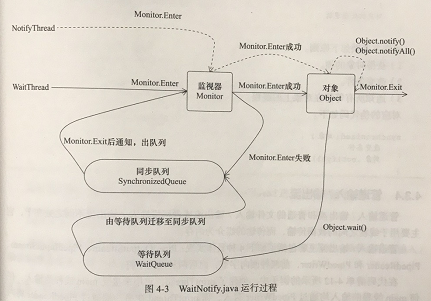 NotifyThread
Monitor.Enter
Monitor.Enter成功
Object.notify()
Object.notifyAll()
WaitThread
Monitor.Enter
监视器
Monitor
Monitor.Enter成功
对象
Object
Monitor.Exit
Monitor.Exit后通知，出队列
Monitor.Enter失败
同步队列
SynchronizedQueue
由等待队列迁移至同步队列
Object.wait()
等待队列
WaitQueue
图 4-3 WaitNotify.java 运行过程